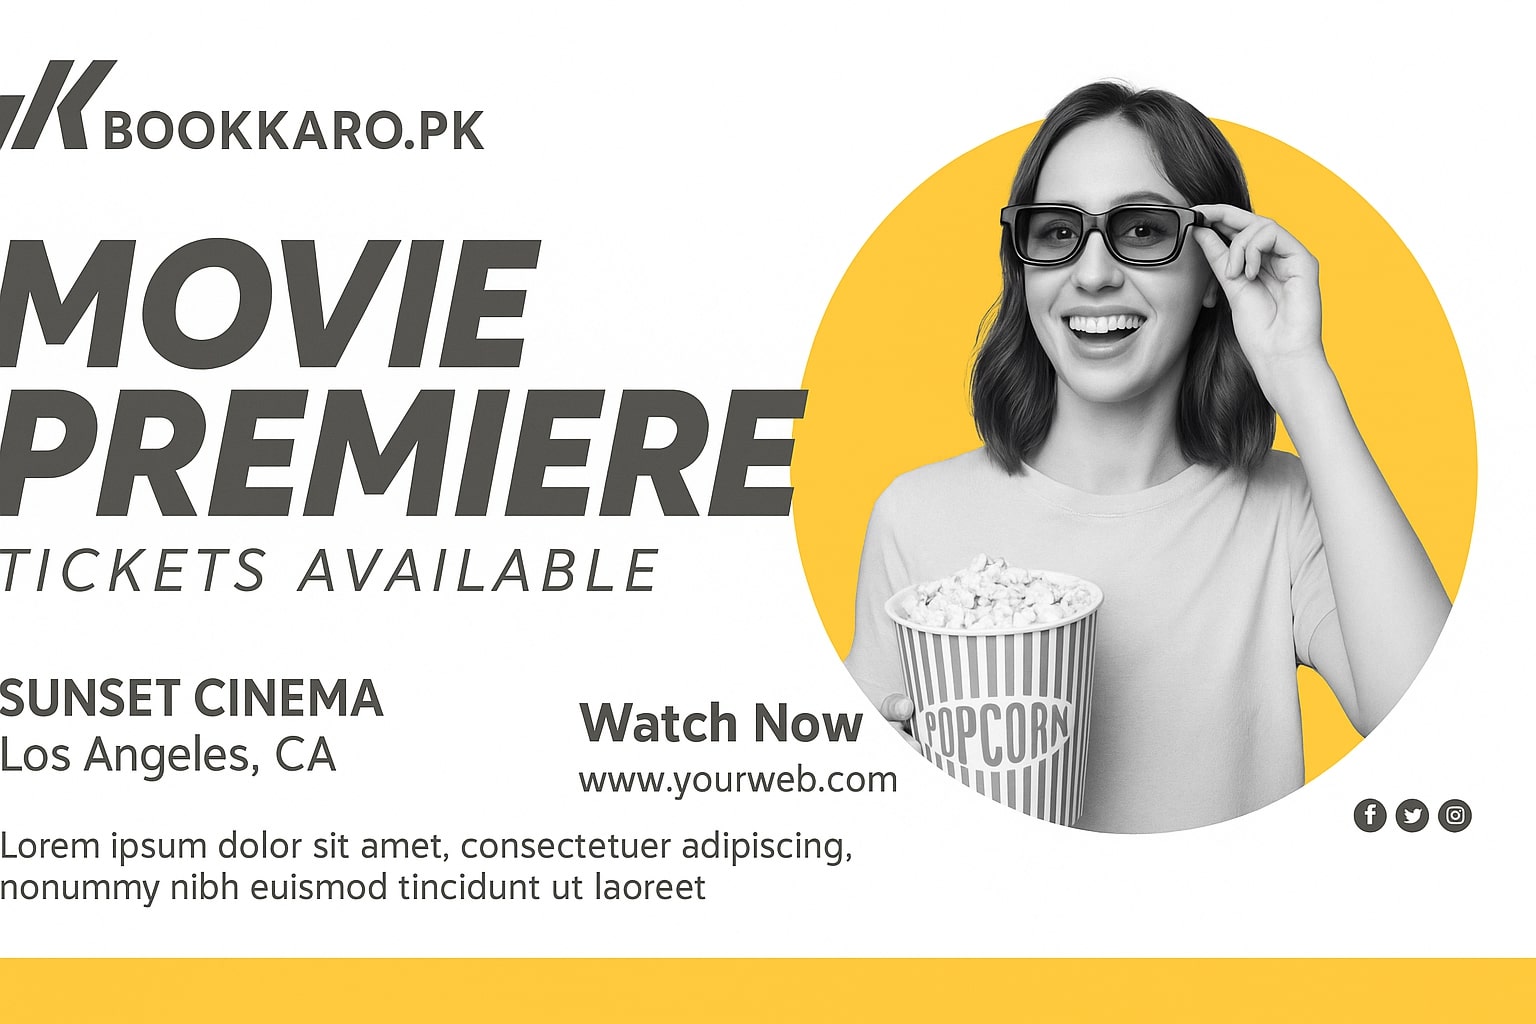 BOOKKARO.PK
MOVIE
PREMIERE
TICKETS AVAILABLE
SUNSET CINEMA
Los Angeles, CA
Watch Now
www.yourweb.com
Lorem ipsum dolor sit amet, consectetuer adipiscing,
nonummy nibh euismod tincidunt ut laoreet
POPCORN